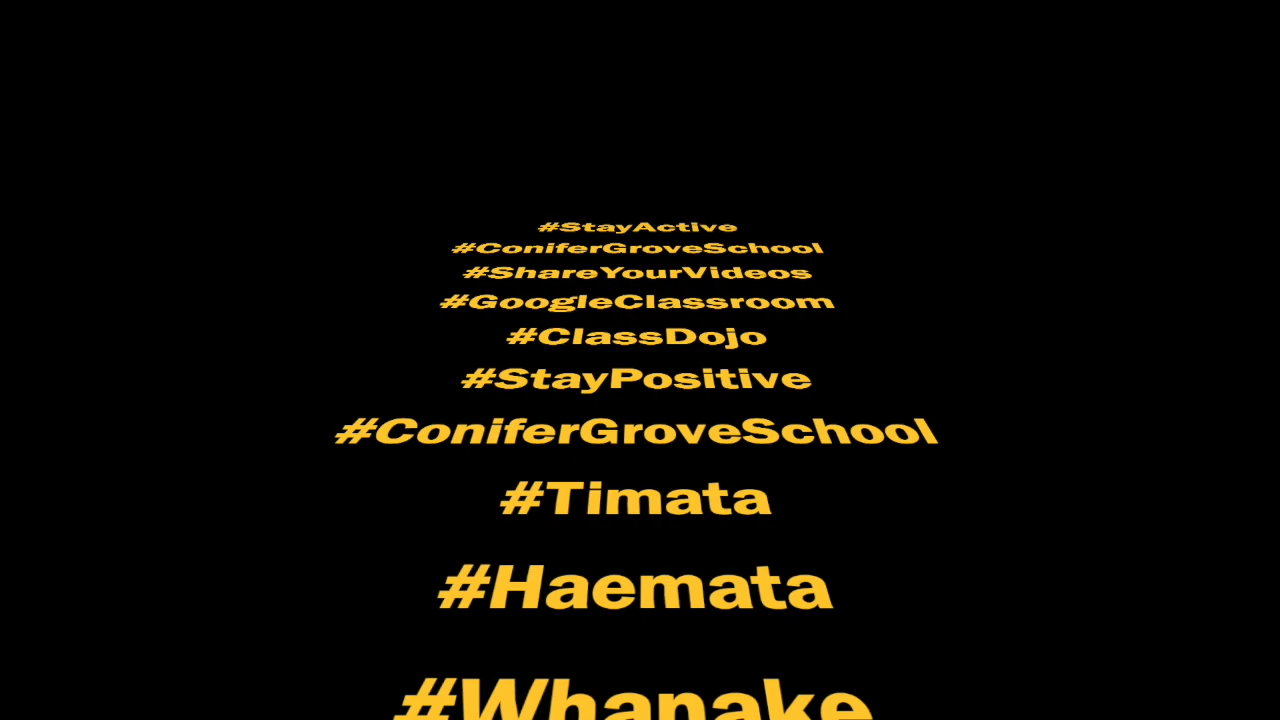 #StayActive
#ConiferGroveSchool
#ShareYourVideos
#GoogleClassroom
#ClassDojo
#StayPositive
#ConiferGroveSchool
#Timata
#Haemata
#Whanake